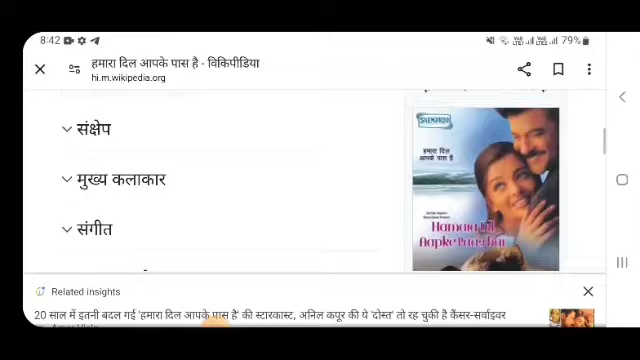 8:42 79%
हमारा दिल आपके पास है - विकिपीडिया
hi.m.wikipedia.org
संक्षेप
मुख्य कलाकार
संगीत
SHEMAROO
हमारा दिल
आपके पास है
Hamara Dil
Aapke Paas Hai
Related insights
20 साल में इतनी बदल गई 'हमारा दिल आपके पास है' की स्टारकास्ट, अनिल कपूर की ये 'दोस्त' तो रह चुकी है कैंसर-सर्वाइवर